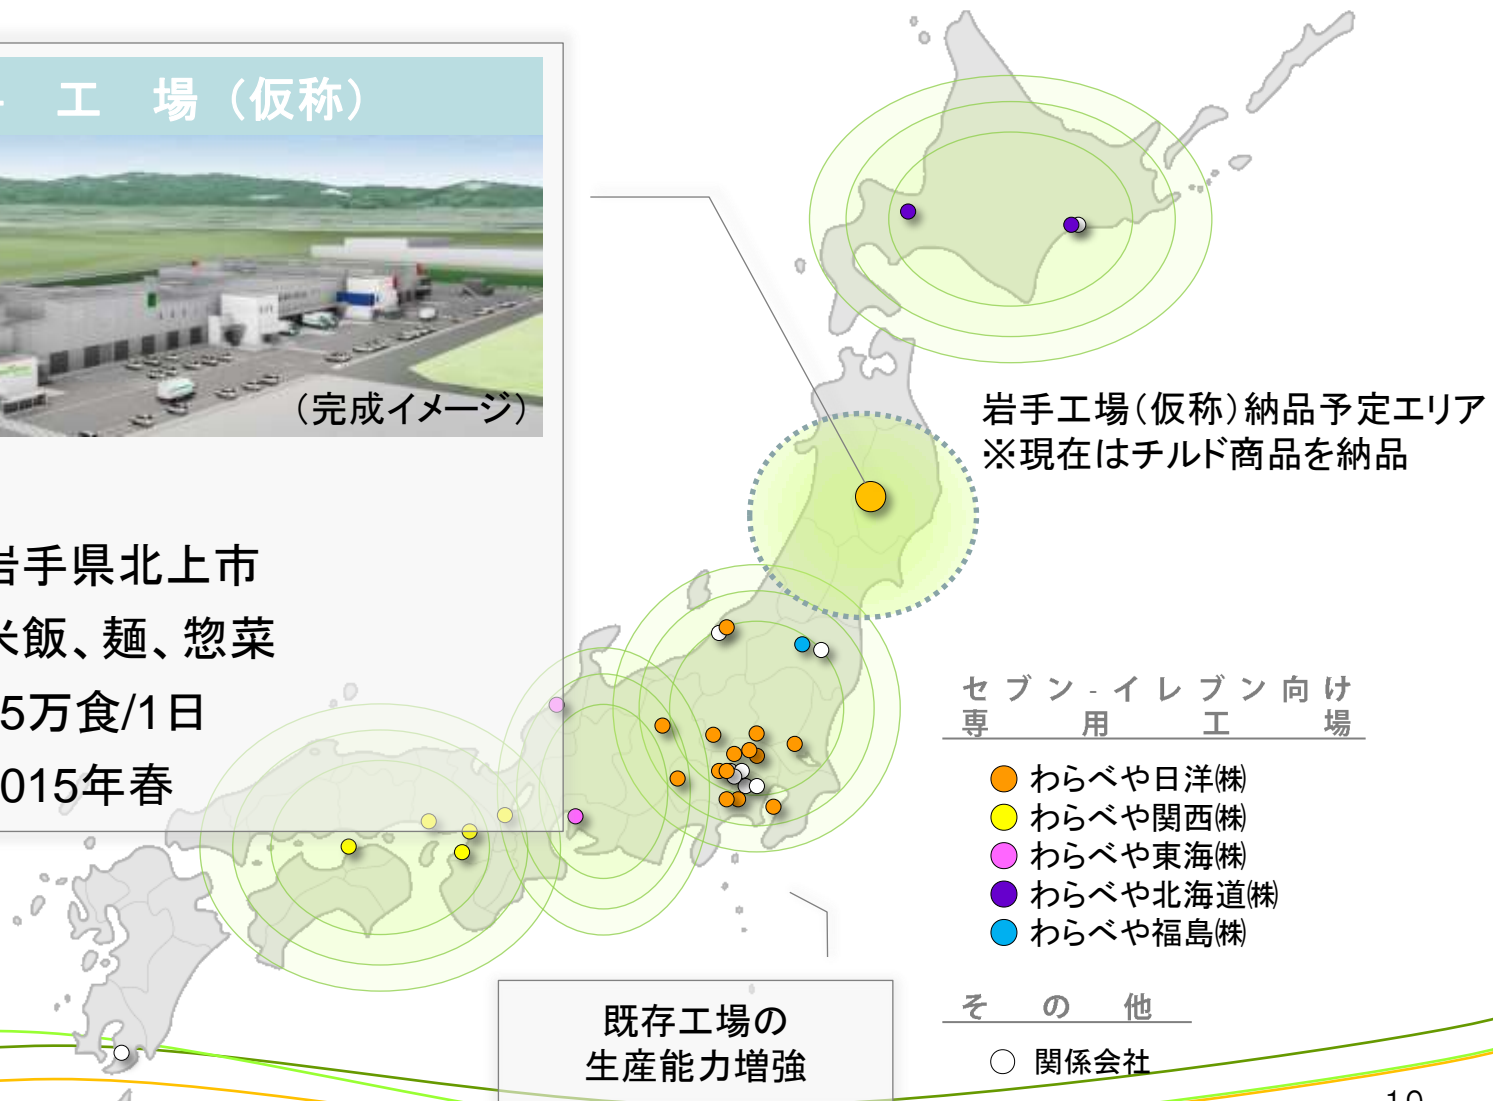 工 場（仮称）
（完成イメージ）
岩手県北上市
米飯、麺、惣菜
5万食/1日
015年春
岩手工場（仮称）納品予定エリア
※現在はチルド商品を納品
セブン‐イレブン向け
専用工場
わらべや日洋㈱
わらべや関西㈱
わらべや東海㈱
わらべや北海道㈱
わらべや福島㈱
その他
関係会社
既存工場の
生産能力増強